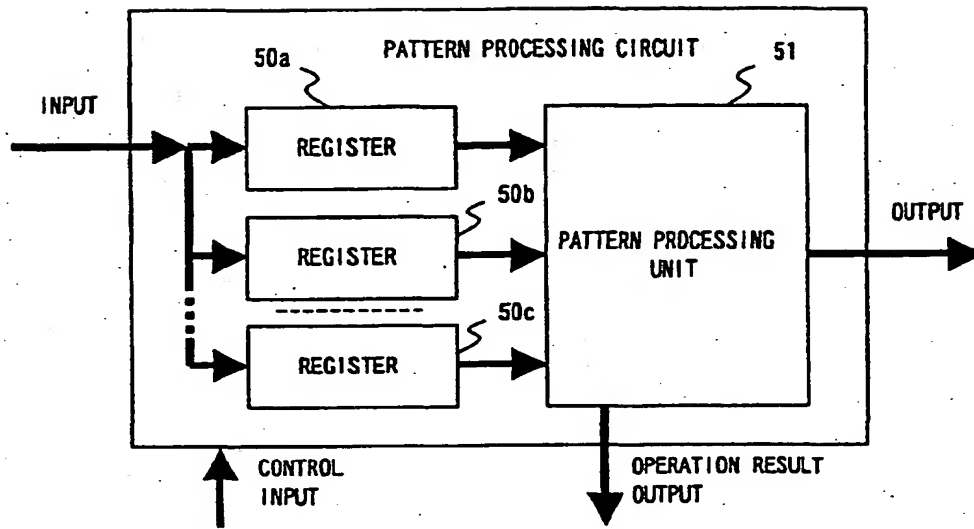 PATTERN PROCESSING CIRCUIT
50a
51
INPUT
REGISTER
50b
REGISTER
PATTERN PROCESSING
UNIT
OUTPUT
50c
REGISTER
CONTROL
INPUT
OPERATION RESULT
OUTPUT